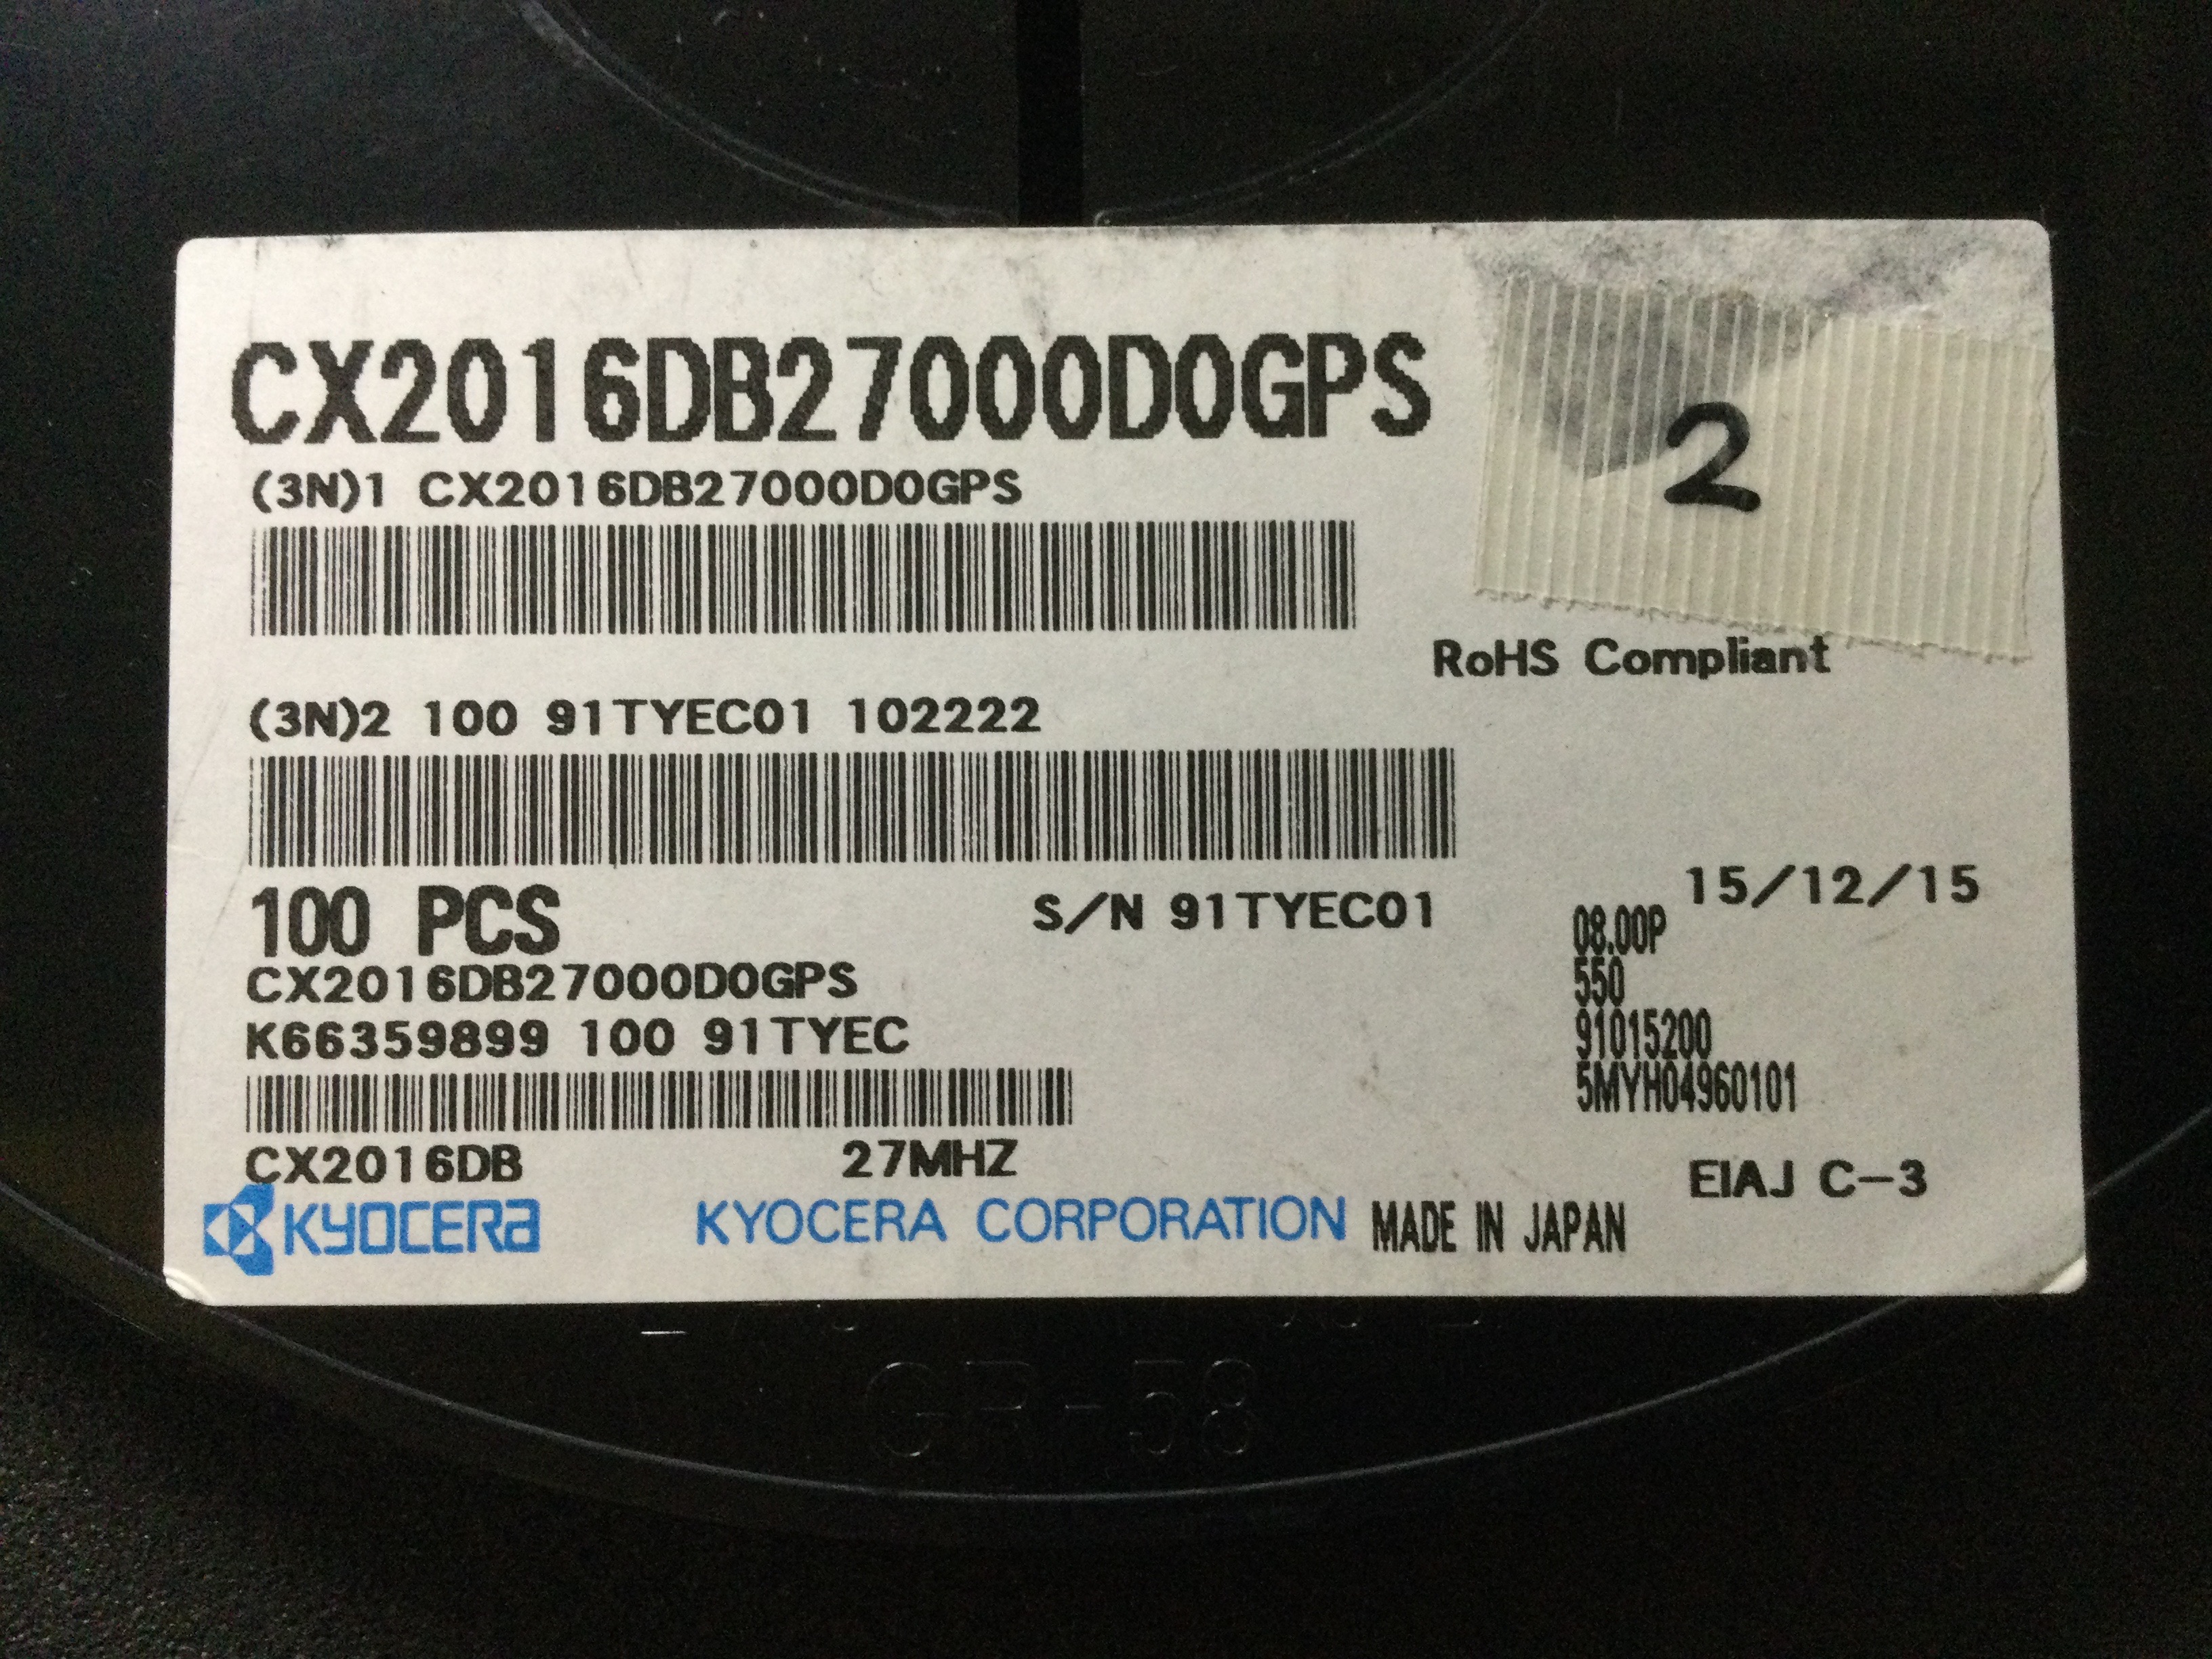 CX2016DB27000D0GPS
2
(3N)1 CX2016DB27000D0GPS
RoHS Compliant
(3N)2 100 91TYEC01 102222
15/12/15
100 PCS
S/N 91TYEC01
08.00P
CX2016DB27000D0GPS
550
K66359899 100 91TYEC
91015200
5MYH04960101
CX2016DB 27MHZ
EIAJ C-3
KYOCERA
KYOCERA CORPORATION MADE IN JAPAN